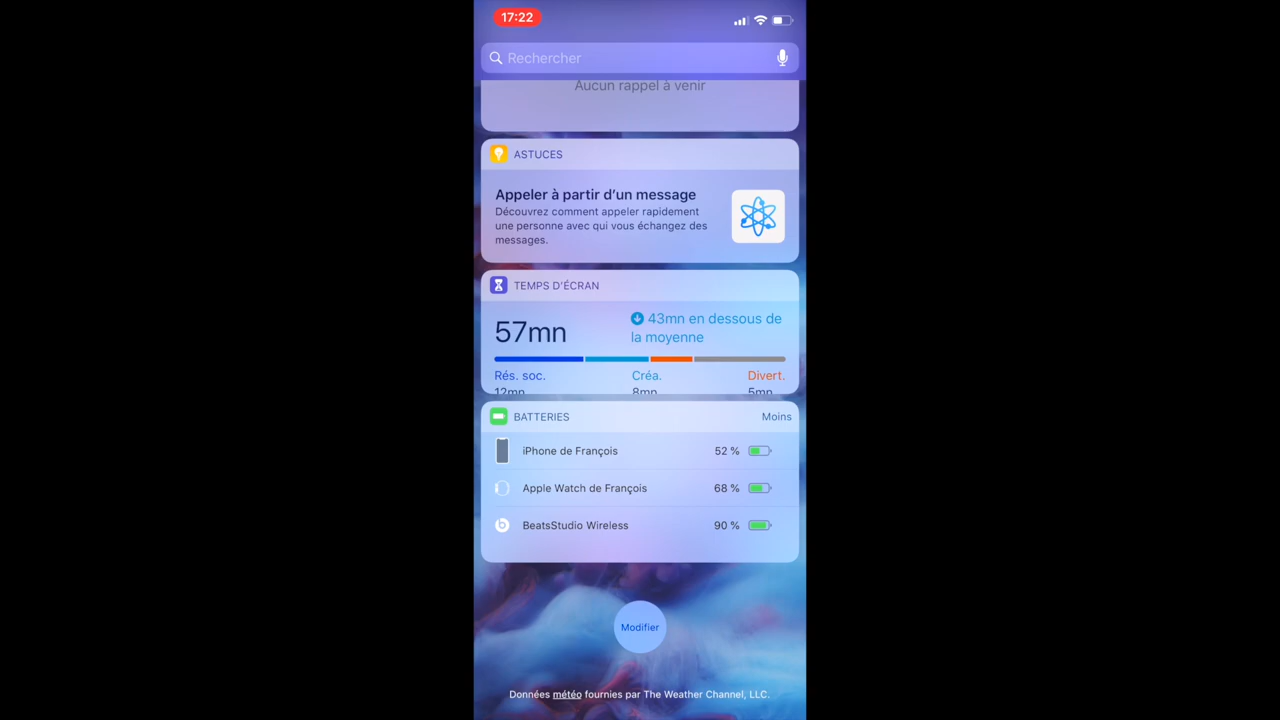 17:22
Rechercher
Aucun rappel à venir
ASTUCES
Appeler à partir d’un message
Découvrez comment appeler rapidement
une personne avec qui vous échangez des
messages.
TEMPS D’ÉCRAN
57mn
43mn en dessous de
la moyenne
Rés. soc.
Créa.
Divert.
12mn
8mn
5mn
BATTERIES
Moins
iPhone de François
52 %
Apple Watch de François
68 %
BeatsStudio Wireless
90 %
Modifier
Données météo fournies par The Weather Channel, LLC.